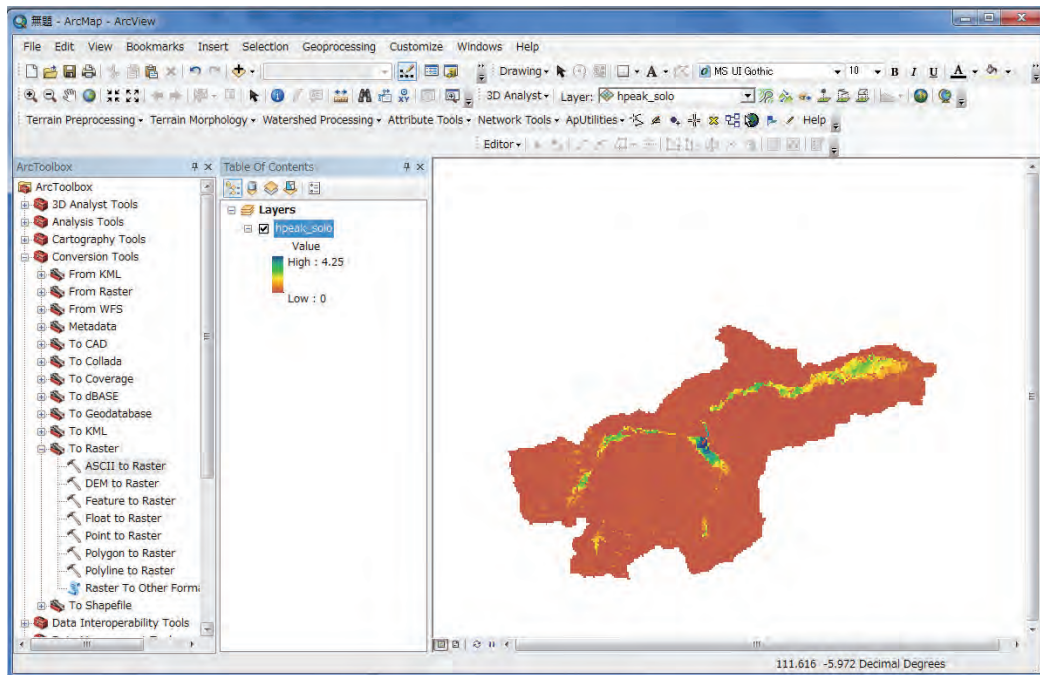 無題 - ArcMap - ArcView
File Edit View Bookmarks Insert Selection Geoprocessing Customize Windows Help
Drawing A MS UI Gothic 10 B I U A
3D Analyst Layer: hpeak_solo
Terrain Preprocessing Terrain Morphology Watershed Processing Attribute Tools Network Tools ApUtilities Help
Editor
ArcToolbox
ArcToolbox
3D Analyst Tools
Analysis Tools
Cartography Tools
Conversion Tools
From KML
From Raster
From WFS
Metadata
To CAD
To Collada
To Coverage
To dBASE
To Geodatabase
To KML
To Raster
ASCII to Raster
DEM to Raster
Feature to Raster
Float to Raster
Point to Raster
Polygon to Raster
Polyline to Raster
Raster To Other Forma
To Shapefile
Data Interoperability Tools
Table Of Contents
Layers
hpeak_solo
Value
High : 4.25
Low : 0
111.616 -5.972 Decimal Degrees